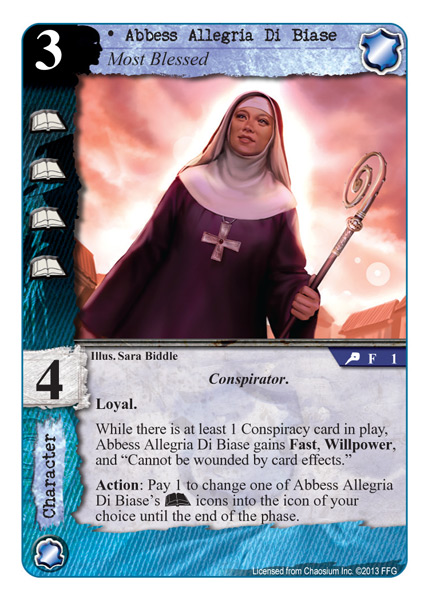 3
• Abbess Allegria Di Biase
Most Blessed
Illus. Sara Biddle
F 1
4
Conspirator.
Loyal.
While there is at least 1 Conspiracy card in play,
Abbess Allegria Di Biase gains Fast, Willpower,
and “Cannot be wounded by card effects.”
Action: Pay 1 to change one of Abbess Allegria
Di Biase’s icons into the icon of your
choice until the end of the phase.
Character
Licensed from Chaosium Inc. ©2013 FFG